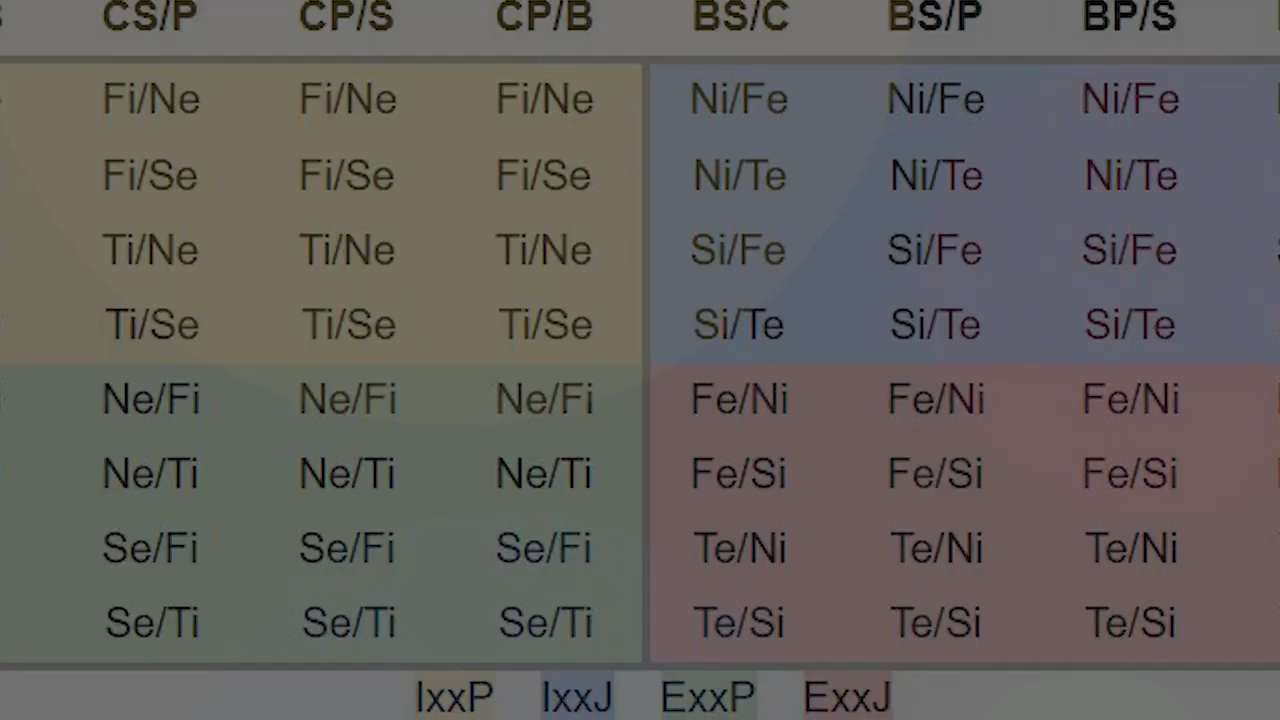 CS/P CP/S CP/B BS/C BS/P BP/S
Fi/Ne Fi/Ne Fi/Ne Ni/Fe Ni/Fe Ni/Fe
Fi/Se Fi/Se Fi/Se Ni/Te Ni/Te Ni/Te
Ti/Ne Ti/Ne Ti/Ne Si/Fe Si/Fe Si/Fe
Ti/Se Ti/Se Ti/Se Si/Te Si/Te Si/Te
Ne/Fi Ne/Fi Ne/Fi Fe/Ni Fe/Ni Fe/Ni
Ne/Ti Ne/Ti Ne/Ti Fe/Si Fe/Si Fe/Si
Se/Fi Se/Fi Se/Fi Te/Ni Te/Ni Te/Ni
Se/Ti Se/Ti Se/Ti Te/Si Te/Si Te/Si
IxxP IxxJ ExxP ExxJ